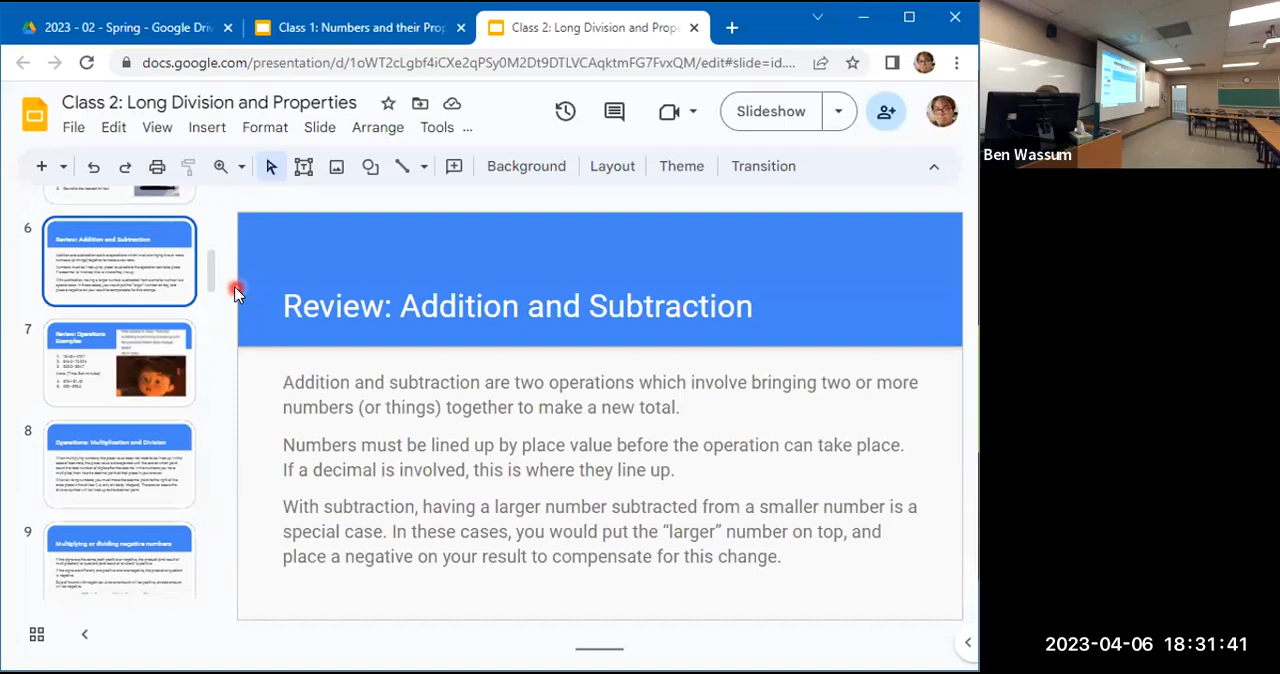 2023 - 02 - Spring - Google Driv
Class 1: Numbers and their Prop
Class 2: Long Division and Prope
docs.google.com/presentation/d/1oWT2cLgbf4iCXe2qPSy0M2Dt9DTLVCAqktmFG7FvxQM/edit#slide=id....
Class 2: Long Division and Properties
File Edit View Insert Format Slide Arrange Tools ...
Slideshow
Background Layout Theme Transition
Ben Wassum
6
Review: Addition and Subtraction
7
Review: Operations
Examples
8
Operations: Multiplication and Division
9
Multiplying or dividing negative numbers
Review: Addition and Subtraction
Addition and subtraction are two operations which involve bringing two or more
numbers (or things) together to make a new total.
Numbers must be lined up by place value before the operation can take place.
If a decimal is involved, this is where they line up.
With subtraction, having a larger number subtracted from a smaller number is a
special case. In these cases, you would put the “larger” number on top, and
place a negative on your result to compensate for this change.
2023-04-06 18:31:41